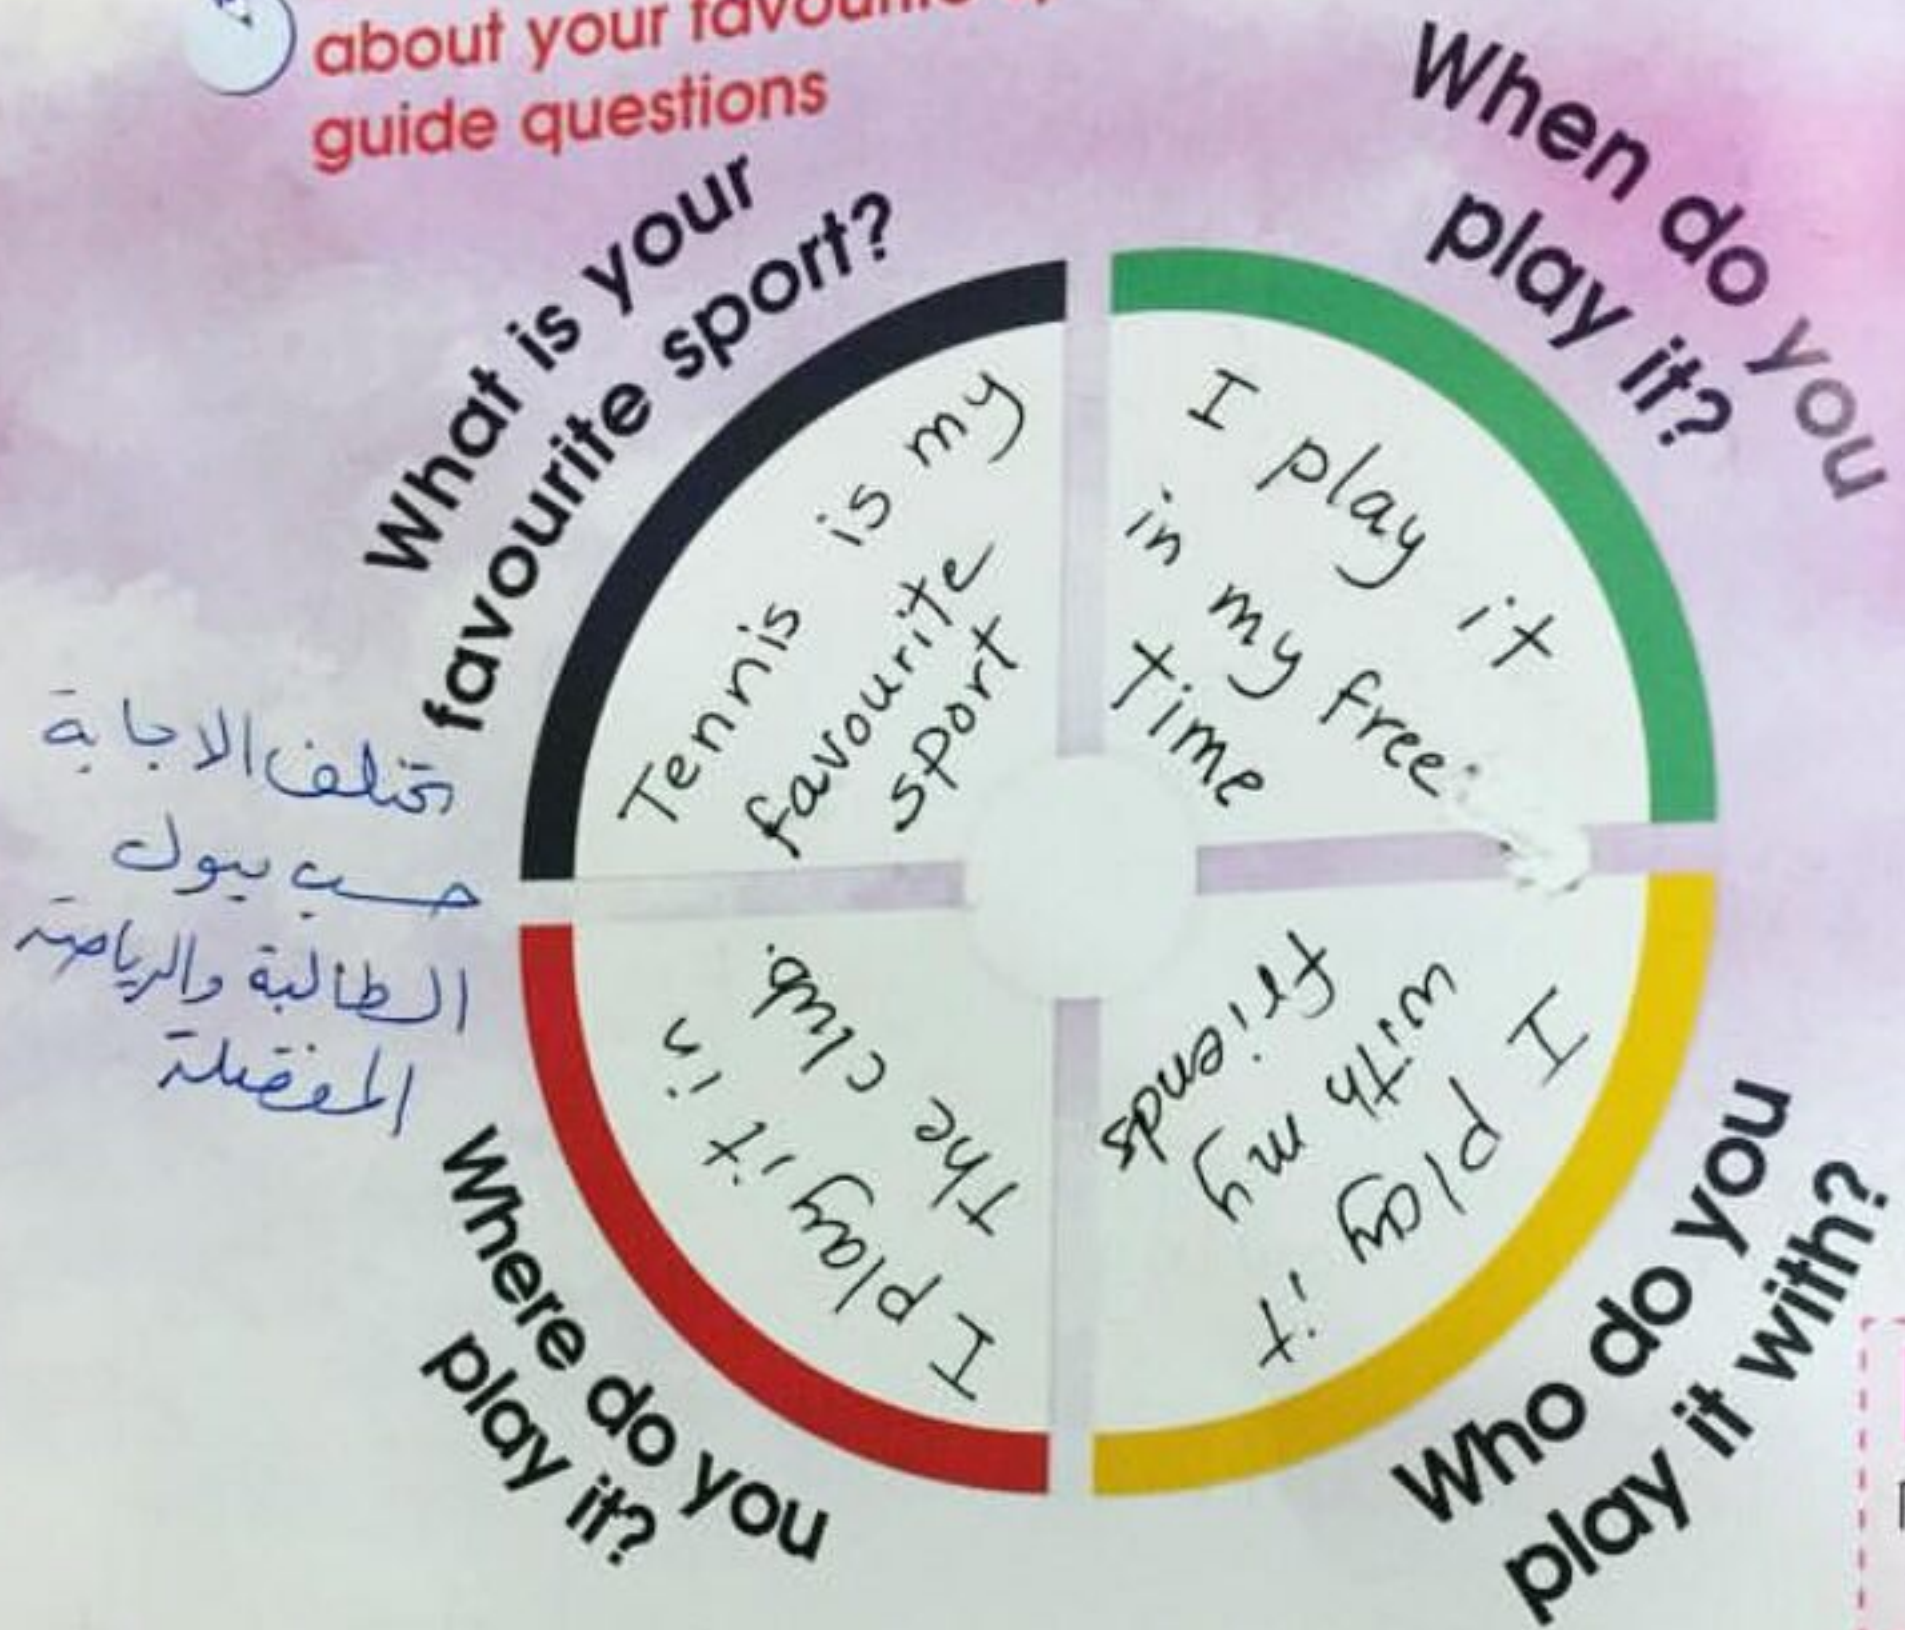 about your favourite
guide questions
What is your
favourite sport?
Tennis is my
favourite
sport
When do you
play it?
I play it
in my free
time
تختلف الاجابة
حسب ميول
الطالبة والرياضة
المفضلة
Where do you
play it?
I play it in
the club.
Who do you
play it with?
I play it
with my
friends